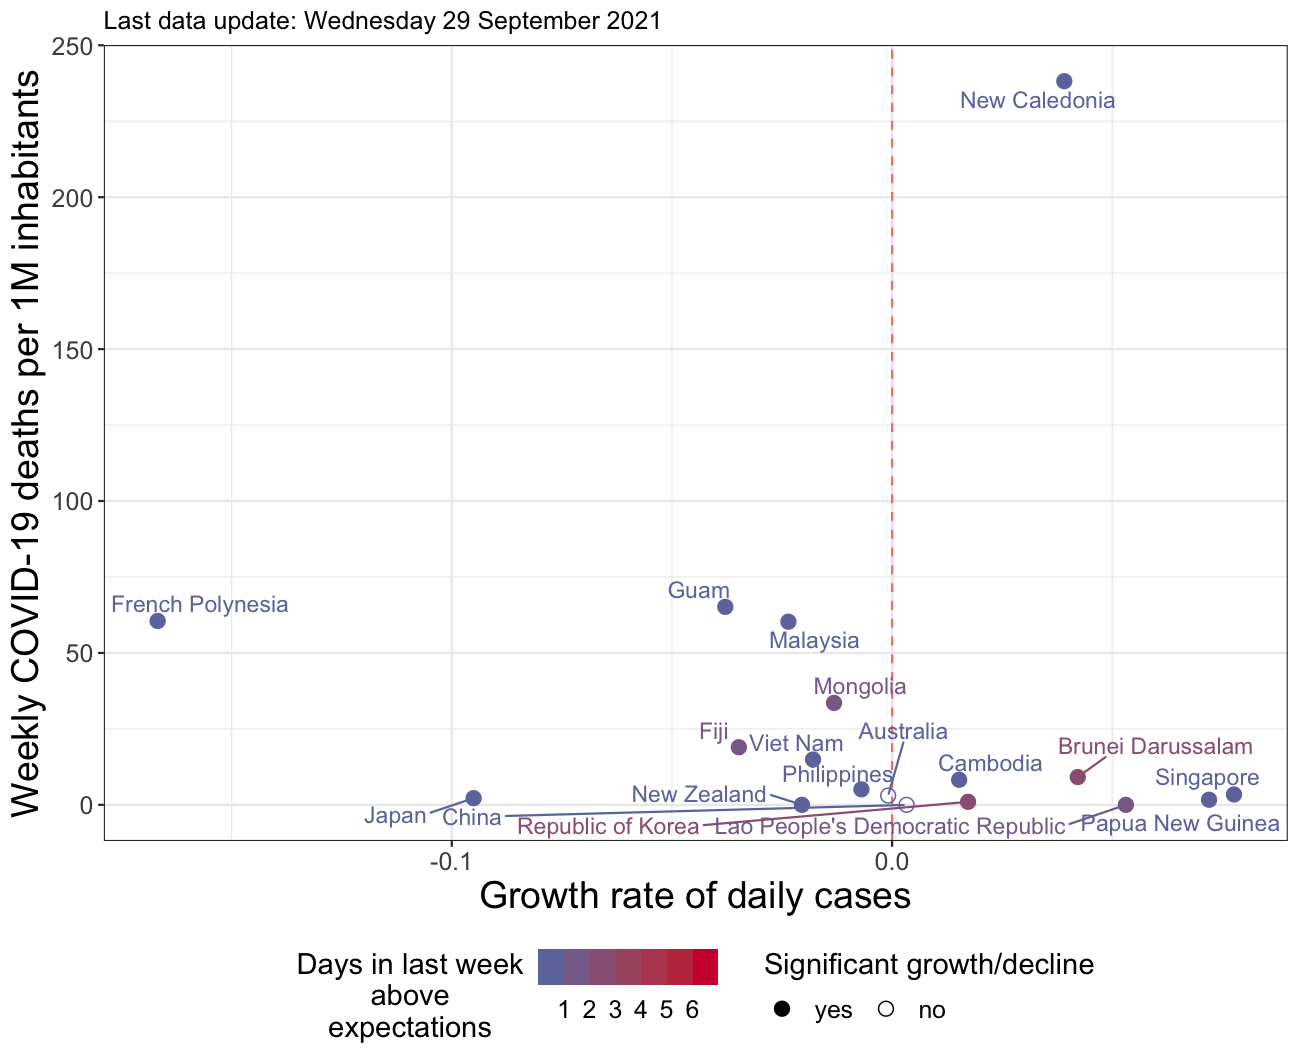 Last data update: Wednesday 29 September 2021
Weekly COVID-19 deaths per 1M inhabitants
250
200
150
100
50
0
New Caledonia
French Polynesia
Guam
Malaysia
Mongolia
Fiji
Viet Nam
Australia
Philippines
Cambodia
Brunei Darussalam
Singapore
New Zealand
Japan
China
Republic of Korea
Lao People's Democratic Republic
Papua New Guinea
-0.1
0.0
Growth rate of daily cases
Days in last week
above
expectations
1 2 3 4 5 6
Significant growth/decline
yes
no